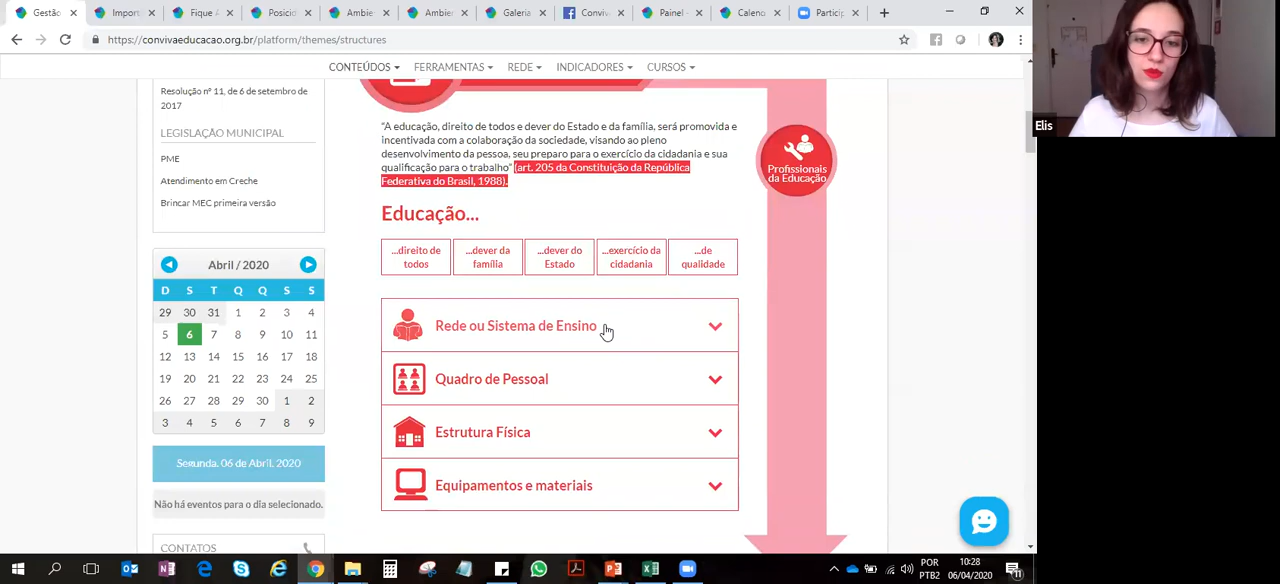 Gestão
Import
Fique A
Posicio
Ambie
Ambier
Galeria
Conviv
Painel -
Calenc
Particip
https://convivaeducacao.org.br/platform/themes/structures
CONTEÚDOS FERRAMENTAS REDE INDICADORES CURSOS
Resolução nº 11, de 6 de setembro de
2017
LEGISLAÇÃO MUNICIPAL
PME
Atendimento em Creche
Brincar MEC primeira versão
Abril / 2020
D S T Q Q S S
29 30 31 1 2 3 4
5 6 7 8 9 10 11
12 13 14 15 16 17 18
19 20 21 22 23 24 25
26 27 28 29 30 1 2
3 4 5 6 7 8 9
Segunda, 06 de Abril, 2020
Não há eventos para o dia selecionado.
CONTATOS
"A educação, direito de todos e dever do Estado e da família, será promovida e
incentivada com a colaboração da sociedade, visando ao pleno
desenvolvimento da pessoa, seu preparo para o exercício da cidadania e sua
qualificação para o trabalho" (art. 205 da Constituição da República
Federativa do Brasil, 1988).
Educação...
...direito de
todos
...dever da
família
...dever do
Estado
...exercício da
cidadania
...de
qualidade
Rede ou Sistema de Ensino
Quadro de Pessoal
Estrutura Física
Equipamentos e materiais
Profissionais
da Educação
Elis
POR
PTB2
10:28
06/04/2020